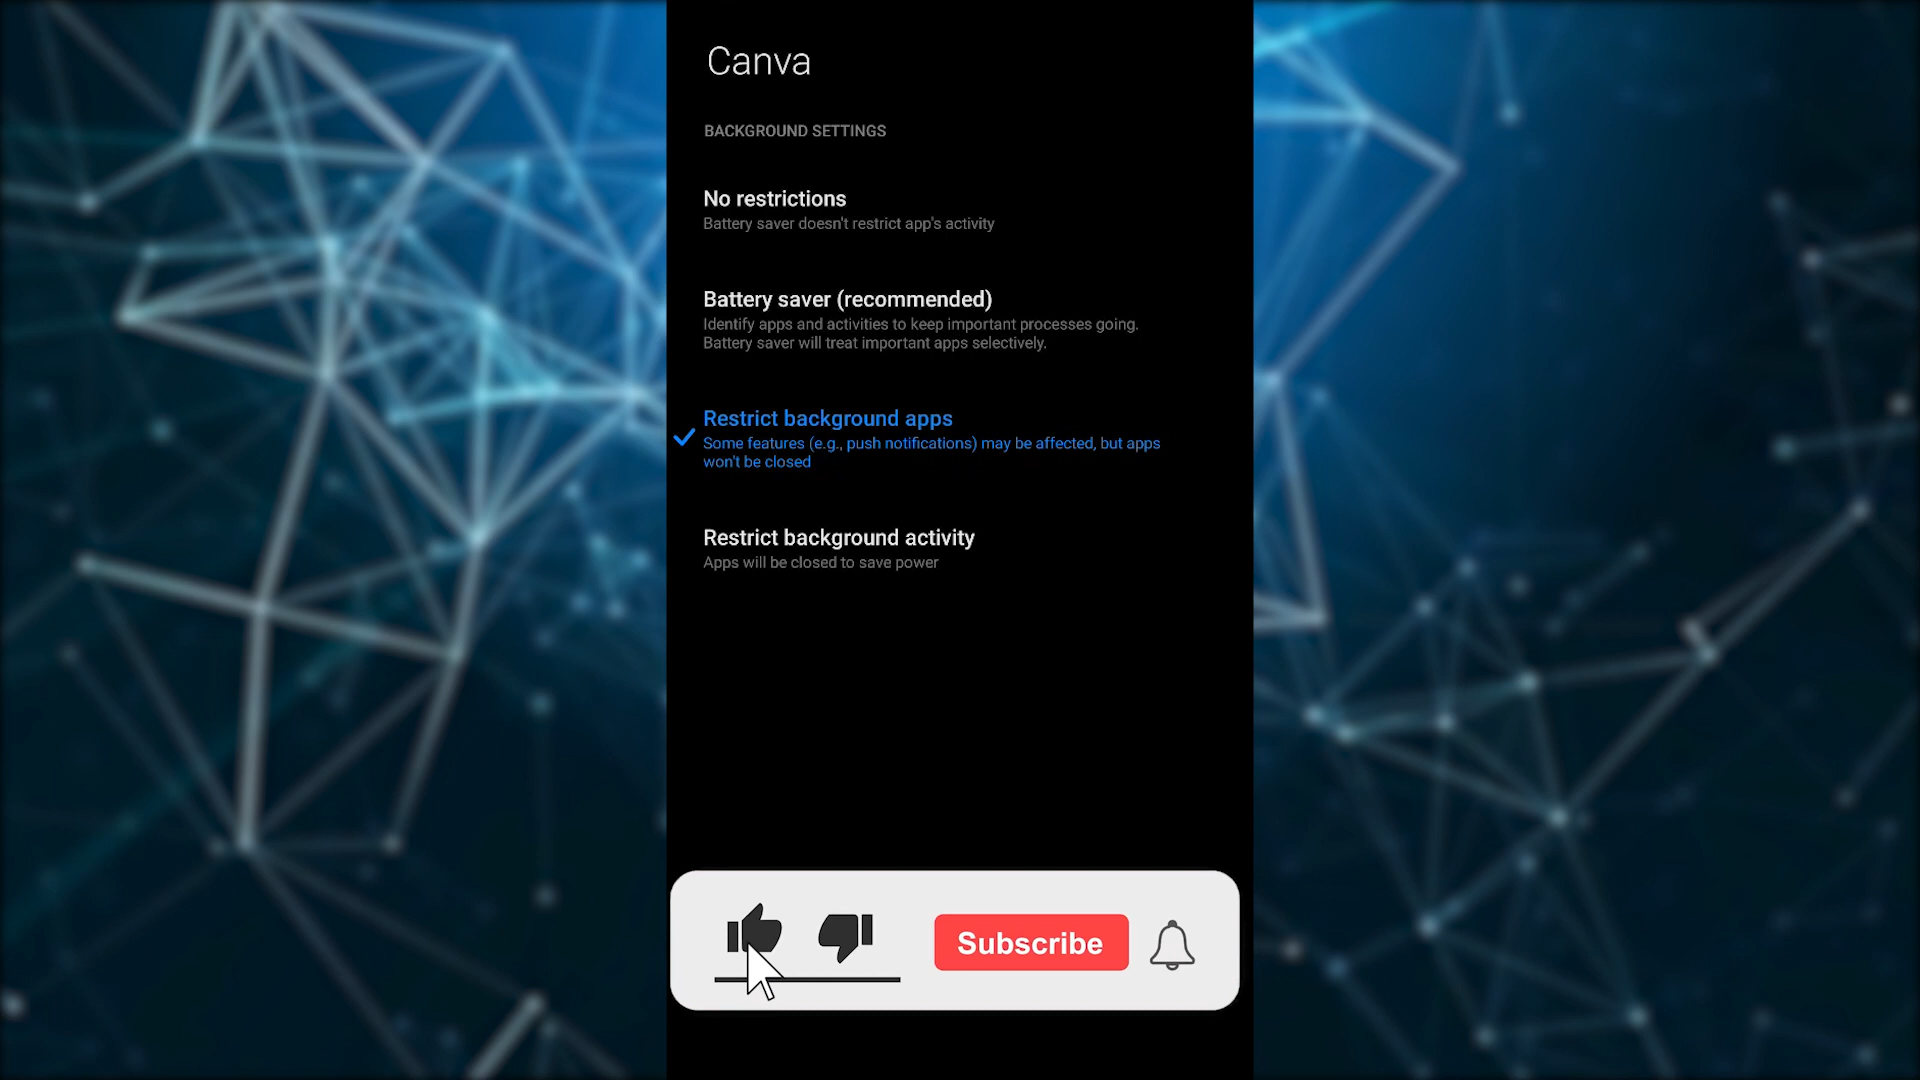 Canva
BACKGROUND SETTINGS
No restrictions
Battery saver doesn't restrict app's activity
Battery saver (recommended)
Identify apps and activities to keep important processes going.
Battery saver will treat important apps selectively.
Restrict background apps
Some features (e.g., push notifications) may be affected, but apps
won't be closed
Restrict background activity
Apps will be closed to save power
Subscribe